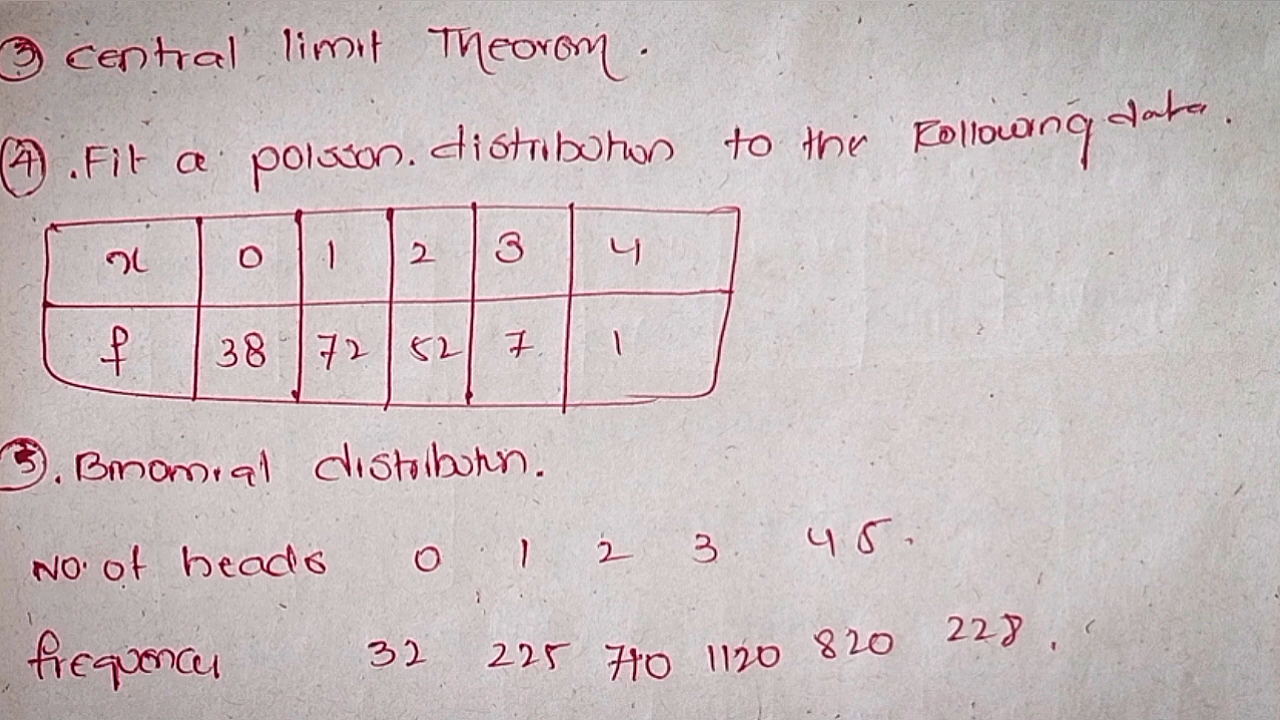 ③ central limit Theorem.
④. Fit a poisson. distribution to the Following data.
x 0 1 2 3 4
f 38 72 52 7 1
⑤. Binomial distributn.
NO. of heads 0 1 2 3 4 5.
frequency 32 225 710 1120 820 228.